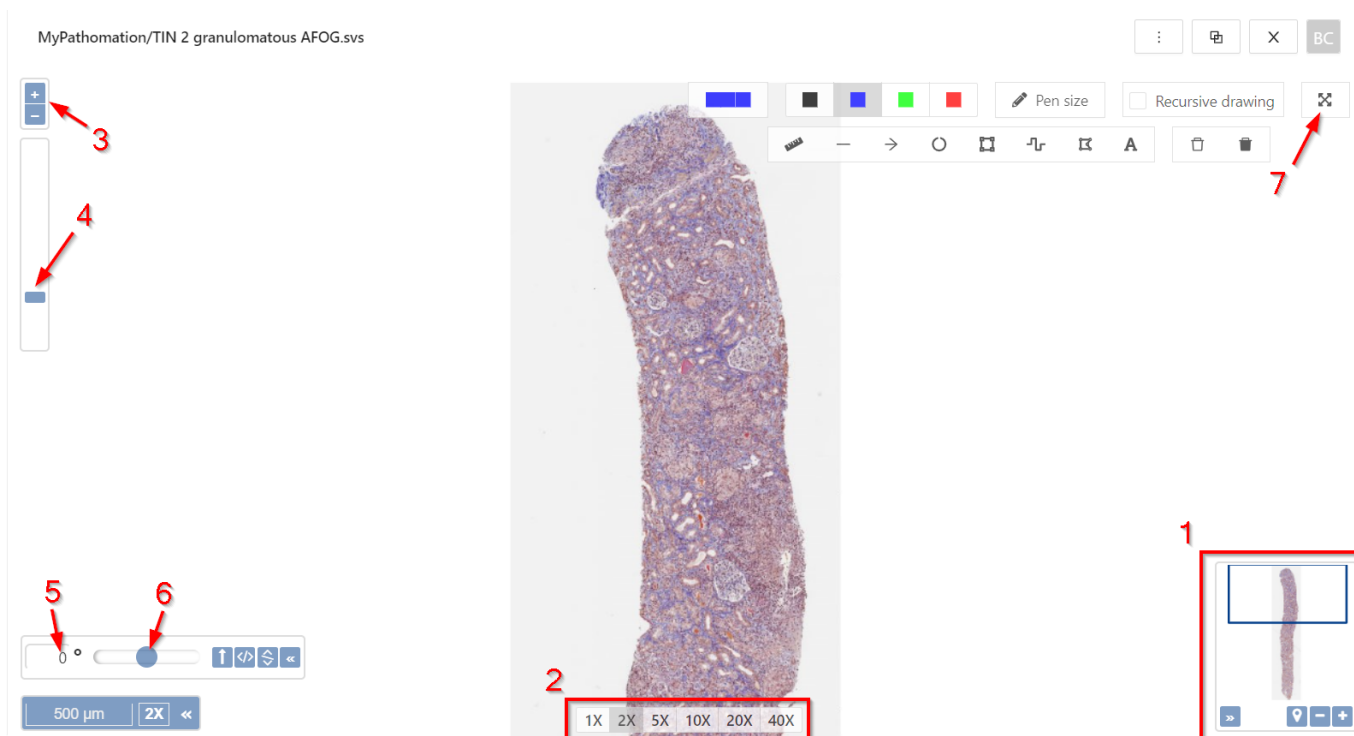 MyPathomation/TIN 2 granulomatous AFOG.svs
BC
+
−
3
Pen size
Recursive drawing
A
7
4
1
5
6
0 °
500 µm 2X «
2
1X 2X 5X 10X 20X 40X
» − +